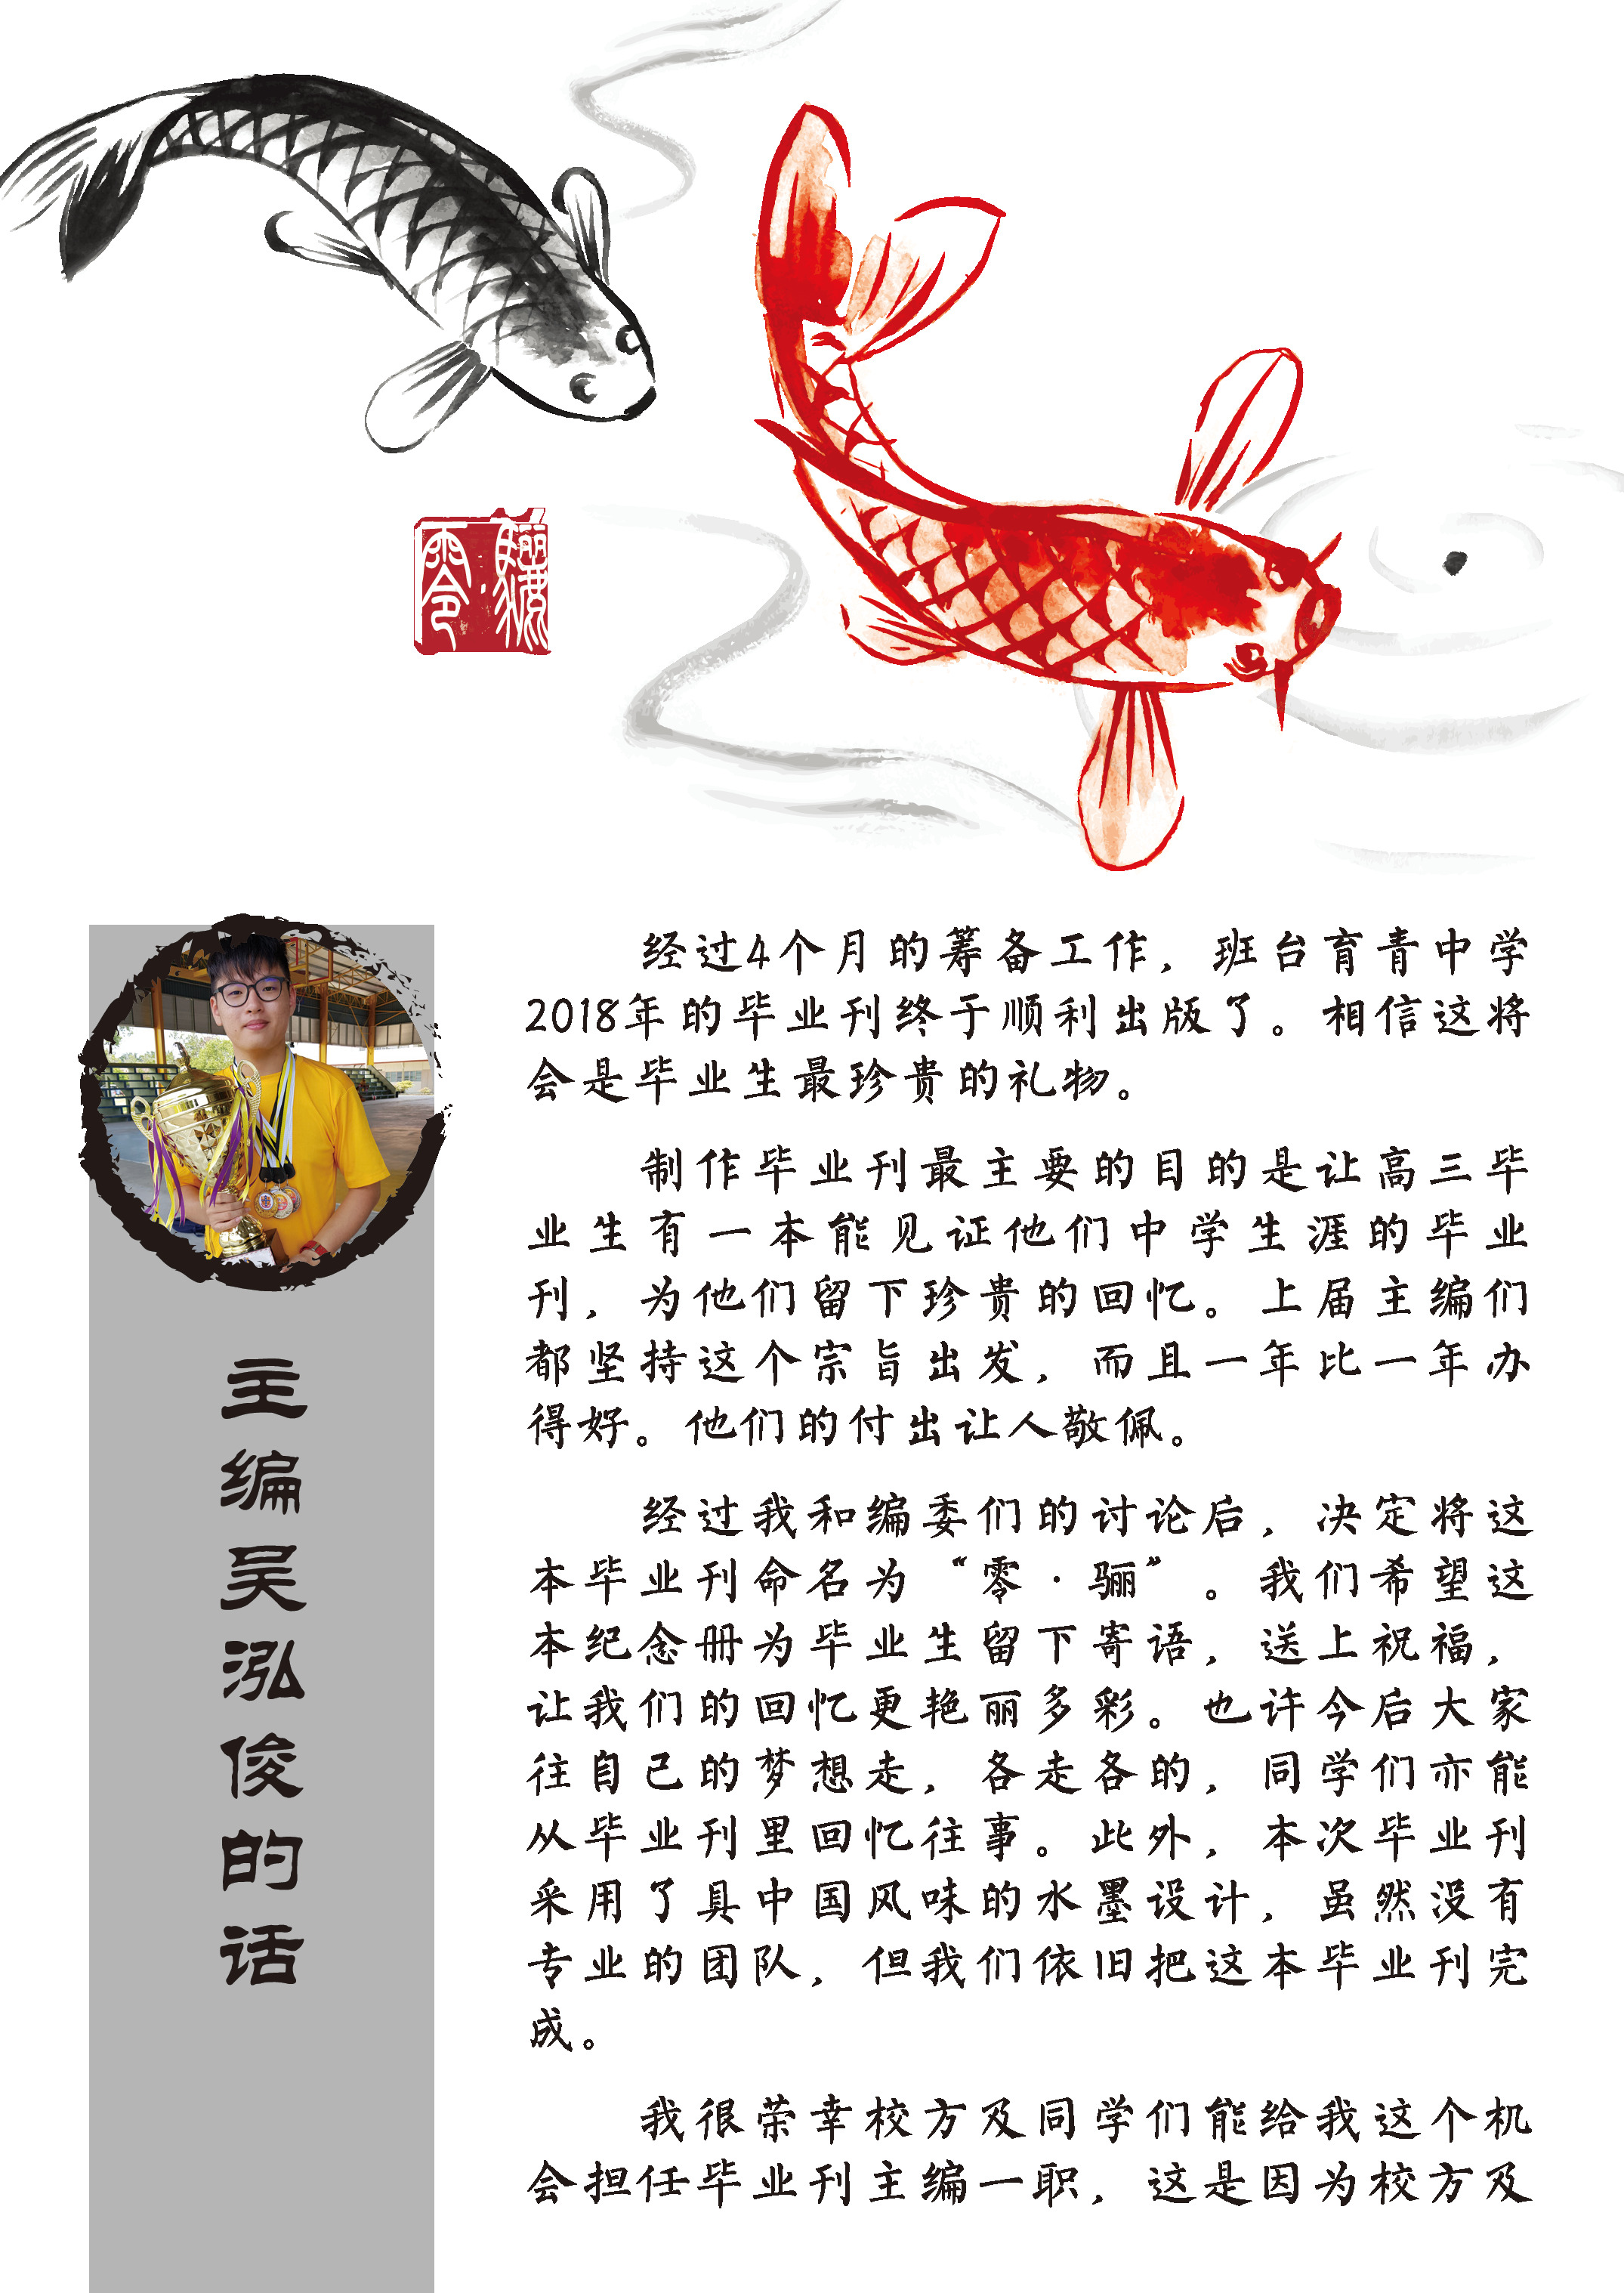 零·驪
主编吴泓俊的话
经过4个月的筹备工作，班台育青中学
2018年的毕业刊终于顺利出版了。相信这将
会是毕业生最珍贵的礼物。
制作毕业刊最主要的目的是让高三毕
业生有一本能见证他们中学生涯的毕业
刊，为他们留下珍贵的回忆。上届主编们
都坚持这个宗旨出发，而且一年比一年办
得好。他们的付出让人敬佩。
经过我和编委们的讨论后，决定将这
本毕业刊命名为“零·骊”。我们希望这
本纪念册为毕业生留下寄语，送上祝福，
让我们的回忆更艳丽多彩。也许今后大家
往自己的梦想走，各走各的，同学们亦能
从毕业刊里回忆往事。此外，本次毕业刊
采用了具中国风味的水墨设计，虽然没有
专业的团队，但我们依旧把这本毕业刊完
成。
我很荣幸校方及同学们能给我这个机
会担任毕业刊主编一职，这是因为校方及